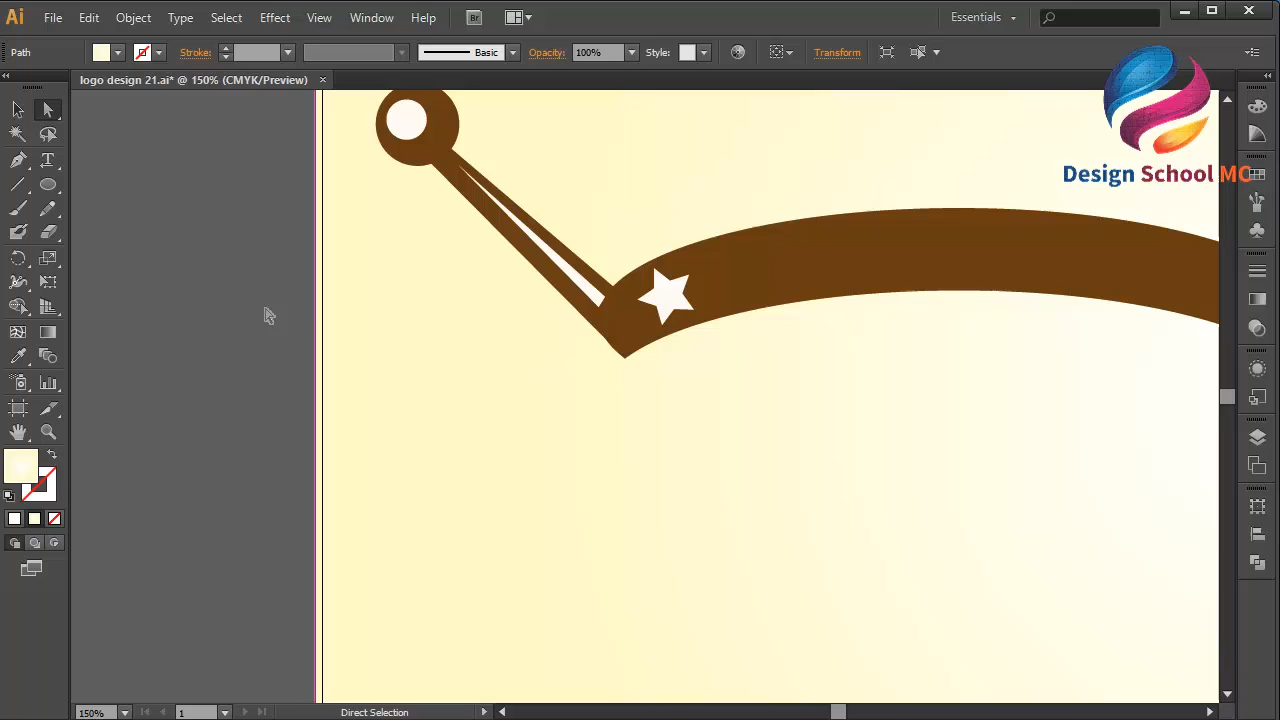 Ai File Edit Object Type Select Effect View Window Help Br Essentials
Path Stroke: Basic Opacity: 100% Style: Transform
logo design 21.ai* @ 150% (CMYK/Preview)
Design School MC
150% 1 Direct Selection